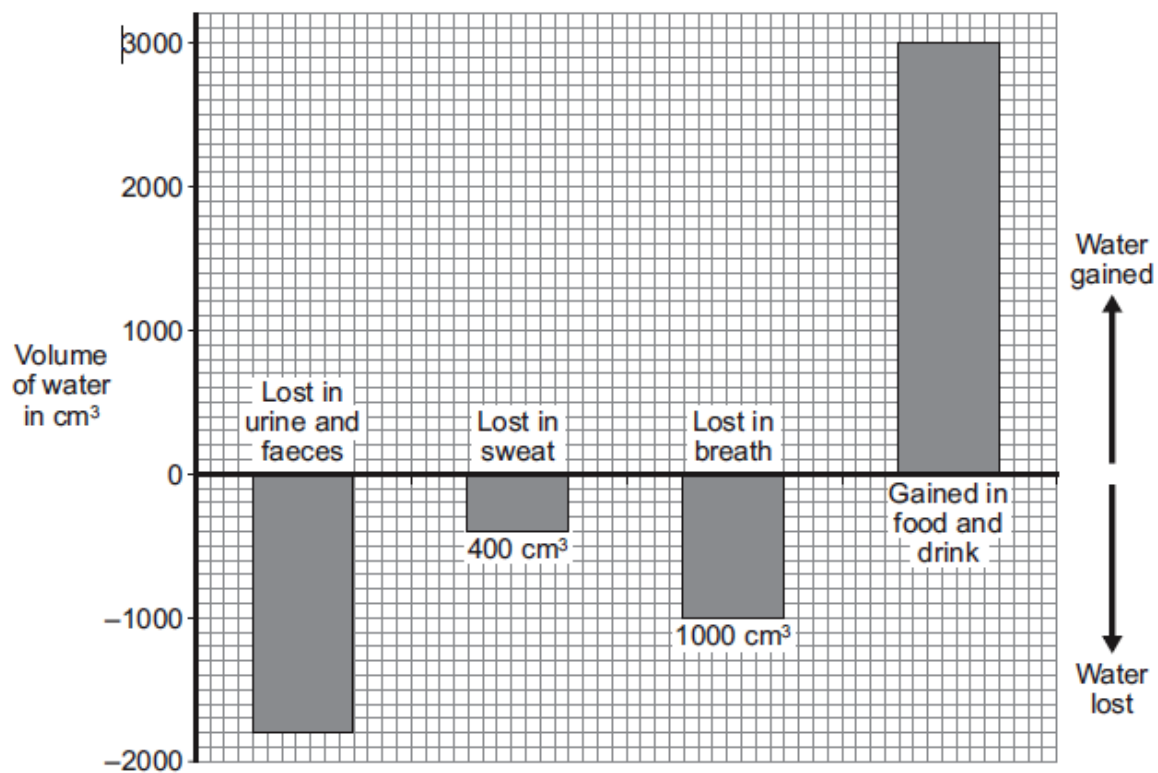 3000
2000
1000
0
–1000
–2000
Volume
of water
in cm³
Lost in
urine and
faeces
Lost in
sweat
400 cm³
Lost in
breath
1000 cm³
Gained in
food and
drink
Water
gained
Water
lost